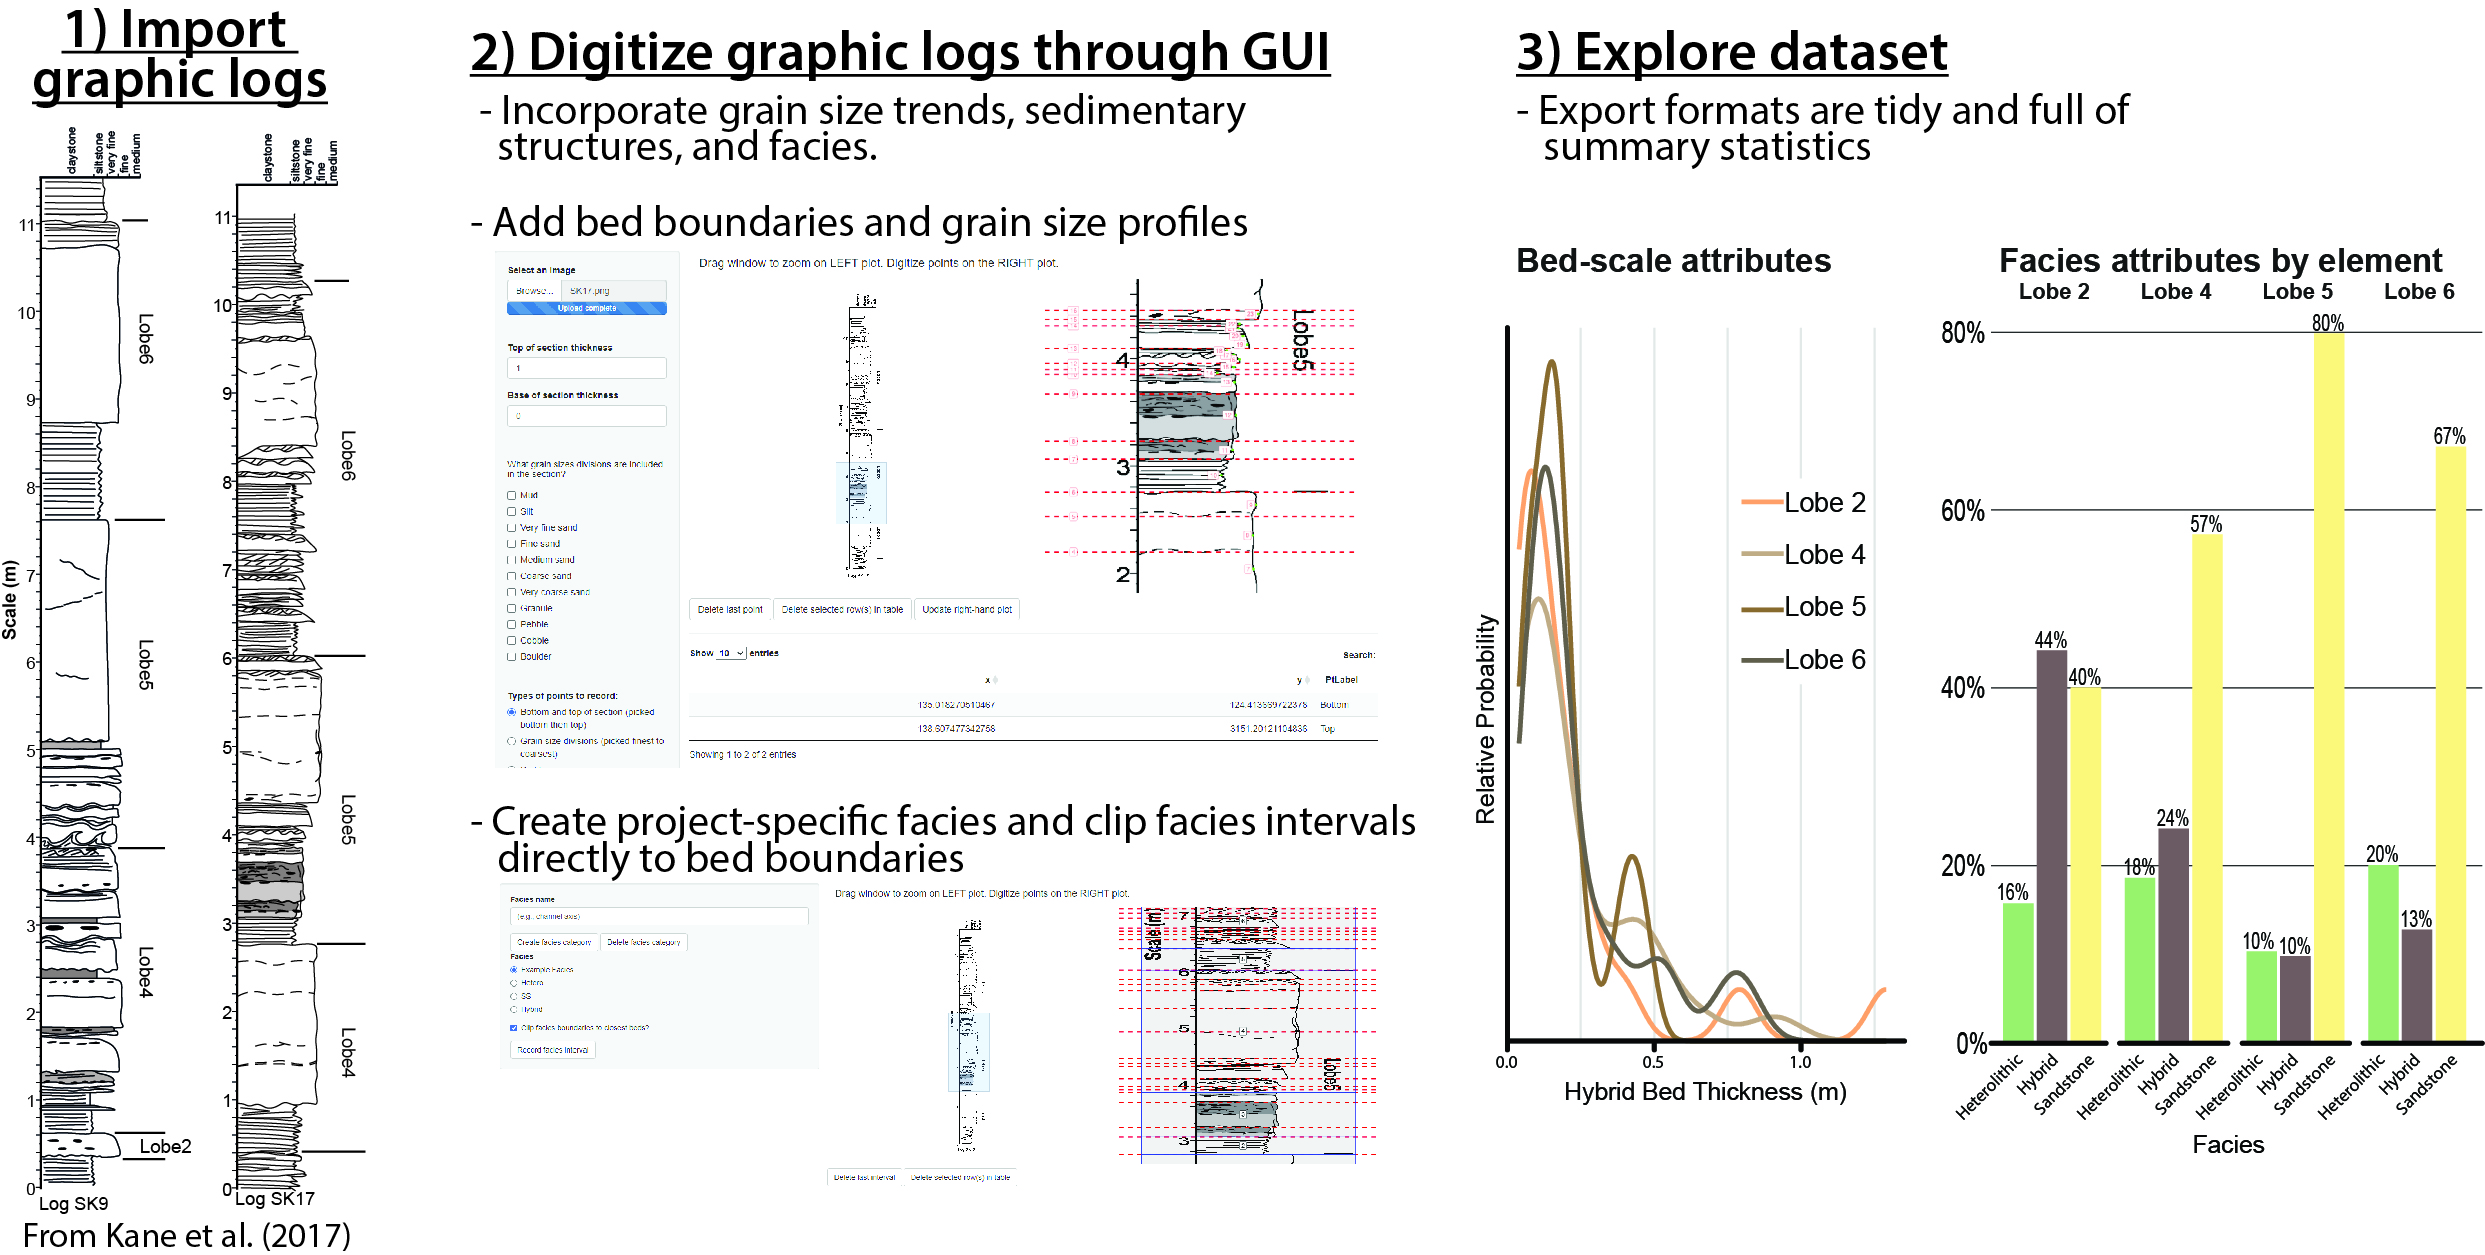 1) Import
graphic logs
claystone
siltstone
very fine
fine
medium
claystone
siltstone
very fine
fine
medium
Scale (m)
11
10
9
8
7
6
5
4
3
2
1
0
Lobe6
Lobe5
Lobe4
Lobe2
Log SK9
11
10
9
8
7
6
5
4
3
2
1
0
Lobe6
Lobe5
Lobe4
Log SK17
From Kane et al. (2017)
2) Digitize graphic logs through GUI
- Incorporate grain size trends, sedimentary
structures, and facies.
- Add bed boundaries and grain size profiles
Select an image
Browse... SK17.png
Upload complete
Top of section thickness
1
Base of section thickness
0
What grain sizes divisions are included
in the section?
Mud
Silt
Very fine sand
Fine sand
Medium sand
Coarse sand
Very coarse sand
Granule
Pebble
Cobble
Boulder
Types of points to record:
Bottom and top of section (picked
bottom then top)
Grain size divisions (picked finest to
coarsest)
Drag window to zoom on LEFT plot. Digitize points on the RIGHT plot.
4
3
2
Lobe5
Delete last point Delete selected row(s) in table Update right-hand plot
Show 10 entries
Search:
x y PtLabel
135.018270510467 124.413339722378 Bottom
138.697477342758 3151.20121104833 Top
Showing 1 to 2 of 2 entries
- Create project-specific facies and clip facies intervals
directly to bed boundaries
Facies name
(e.g., channel axis)
Create facies category Delete facies category
Facies
Example Facies
Hetero
SS
Hybrid
Clip facies boundaries to closest beds?
Record facies interval
Drag window to zoom on LEFT plot. Digitize points on the RIGHT plot.
Scale (m)
7
6
5
4
3
Lobe5
Delete last interval Delete selected row(s) in table
3) Explore dataset
- Export formats are tidy and full of
summary statistics
Bed-scale attributes
Relative Probability
Lobe 2
Lobe 4
Lobe 5
Lobe 6
0.0 0.5 1.0
Hybrid Bed Thickness (m)
Facies attributes by element
Lobe 2 Lobe 4 Lobe 5 Lobe 6
80%
60%
40%
20%
0%
16% 44% 40%
18% 24% 57%
10% 10% 80%
20% 13% 67%
Heterolithic Hybrid Sandstone
Heterolithic Hybrid Sandstone
Heterolithic Hybrid Sandstone
Heterolithic Hybrid Sandstone
Facies